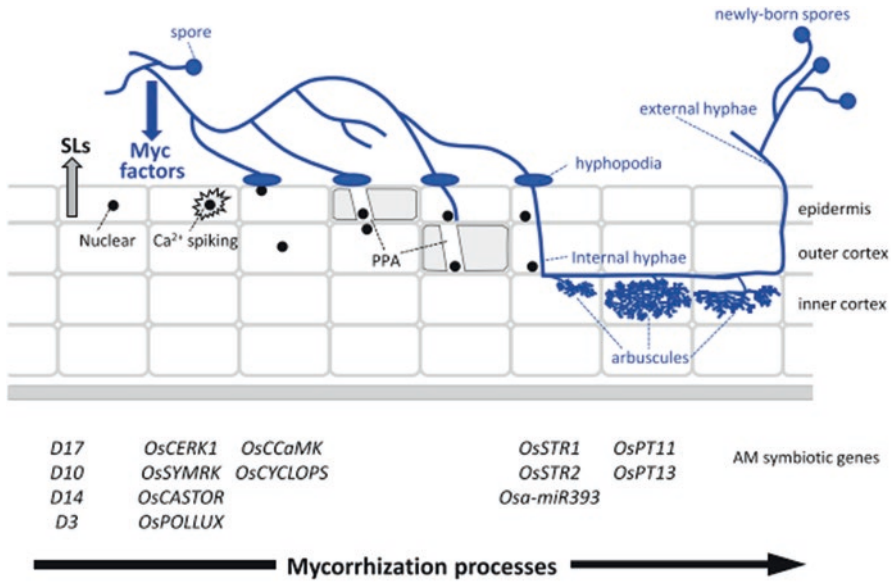 newly-born spores
spore
external hyphae
SLs
Myc
factors
hyphopodia
Nuclear
Ca²⁺ spiking
PPA
Internal hyphae
epidermis
outer cortex
inner cortex
arbuscules
D17 OsCERK1 OsCCaMK OsSTR1 OsPT11
D10 OsSYMRK OsCYCLOPS OsSTR2 OsPT13
D14 OsCASTOR Osa-miR393
D3 OsPOLLUX
AM symbiotic genes
Mycorrhization processes